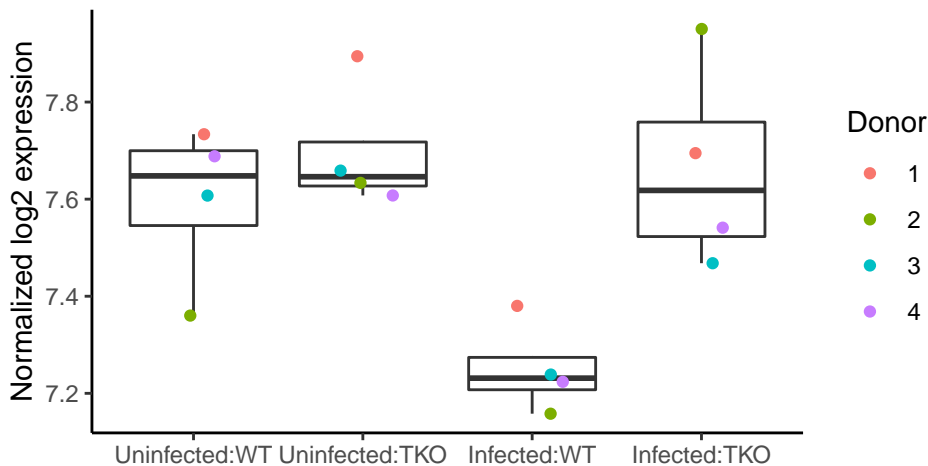 Normalized log2 expression
7.8
7.6
7.4
7.2
Uninfected:WT Uninfected:TKO Infected:WT Infected:TKO
Donor
1
2
3
4